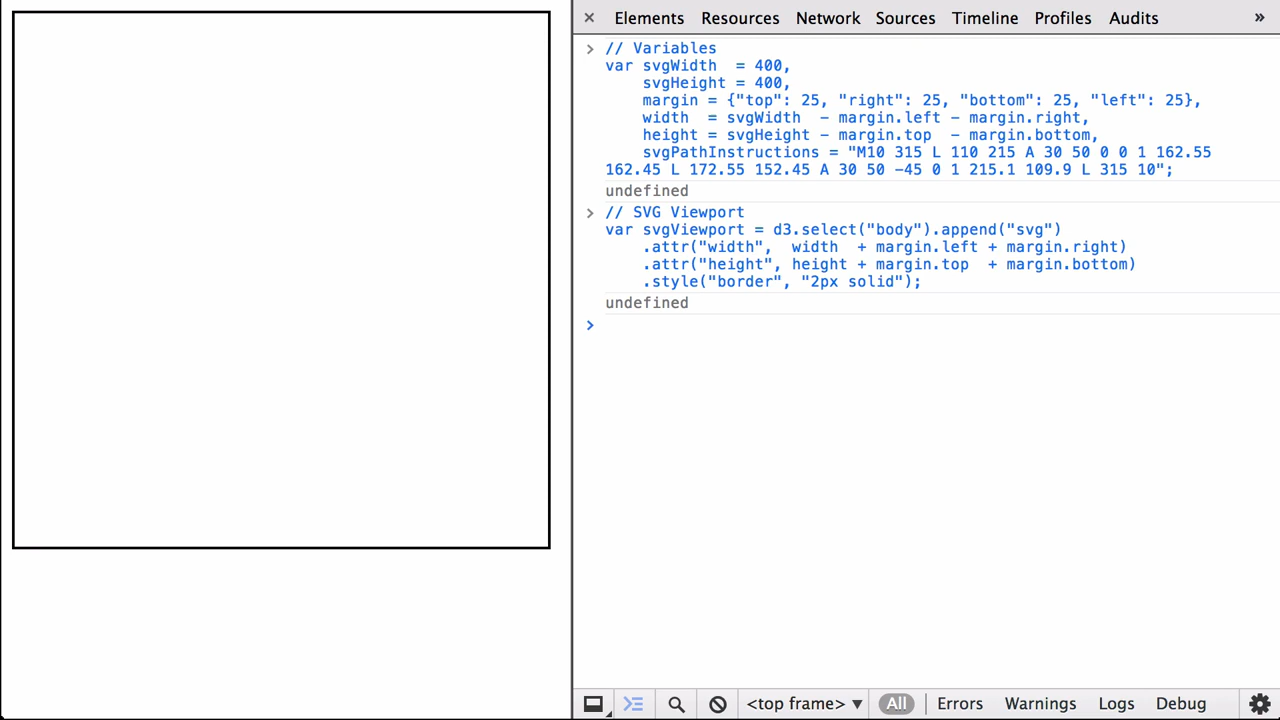 × Elements Resources Network Sources Timeline Profiles Audits »
> // Variables
var svgWidth  = 400,
    svgHeight = 400,
    margin = {"top": 25, "right": 25, "bottom": 25, "left": 25},
    width  = svgWidth  - margin.left - margin.right,
    height = svgHeight - margin.top  - margin.bottom,
    svgPathInstructions = "M10 315 L 110 215 A 30 50 0 0 1 162.55
162.45 L 172.55 152.45 A 30 50 -45 0 1 215.1 109.9 L 315 10";
undefined
> // SVG Viewport
var svgViewport = d3.select("body").append("svg")
    .attr("width",  width  + margin.left + margin.right)
    .attr("height", height + margin.top  + margin.bottom)
    .style("border", "2px solid");
undefined
>
<top frame> ▼ All Errors Warnings Logs Debug